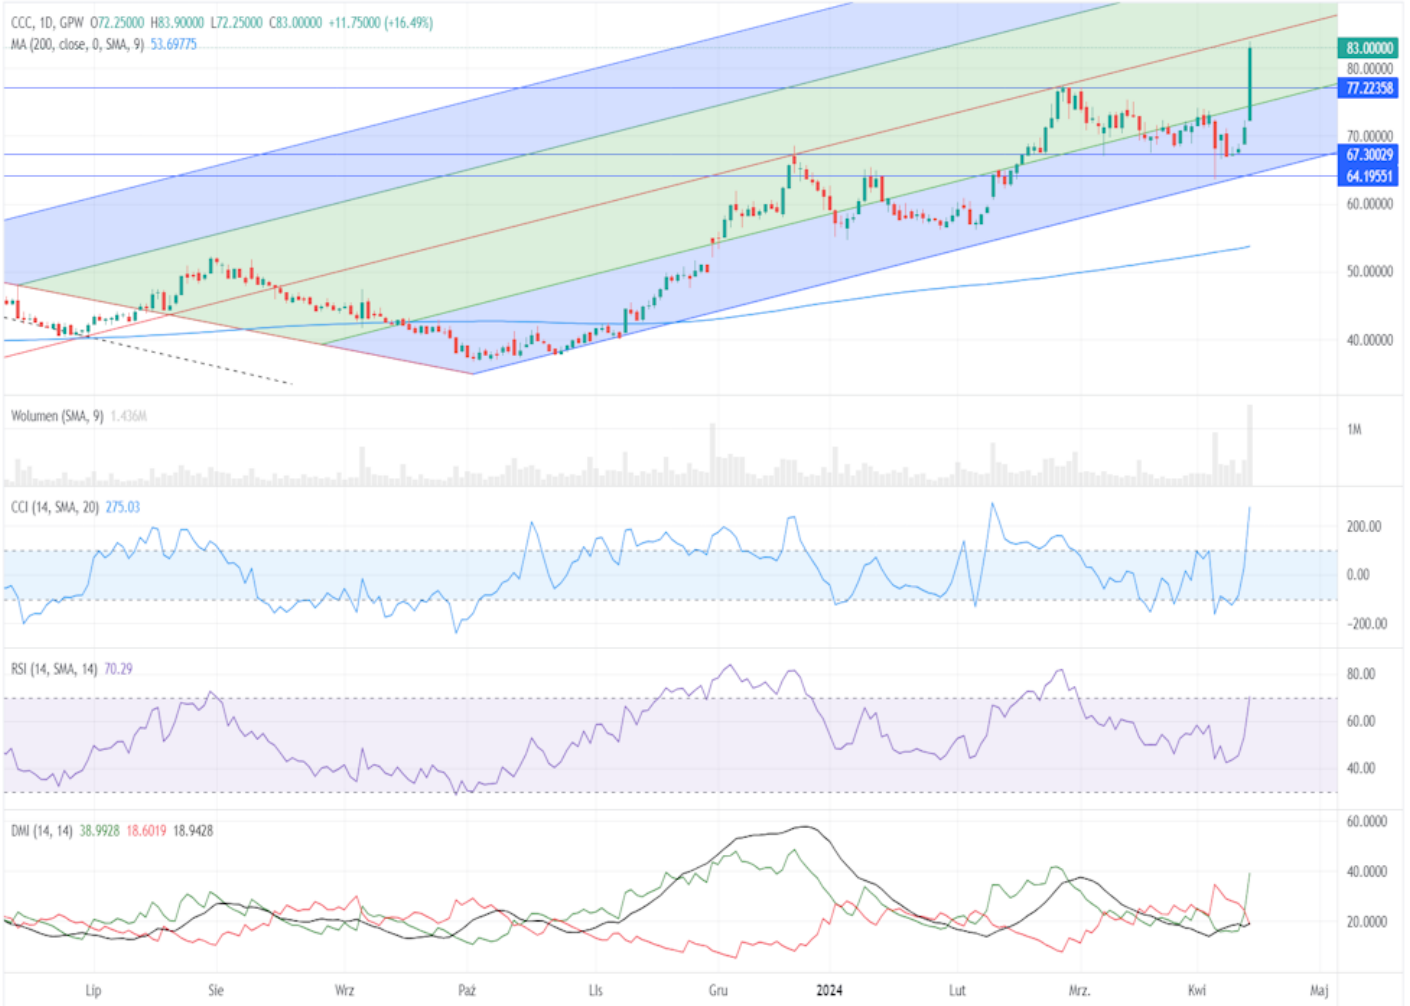 CCC, 1D, GPW O72.25000 H83.90000 L72.25000 C83.00000 +11.75000 (+16.49%)
MA (200, close, 0, SMA, 9) 53.69775
83.00000
80.00000
77.22358
70.00000
67.30029
64.19551
60.00000
50.00000
40.00000
Wolumen (SMA, 9) 1.436M
1M
CCI (14, SMA, 20) 275.03
200.00
0.00
-200.00
RSI (14, SMA, 14) 70.29
80.00
60.00
40.00
DMI (14, 14) 38.9928 18.6019 18.9428
60.0000
40.0000
20.0000
Lip Sie Wrz Paź Lis Gru 2024 Lut Mrz. Kwi Maj